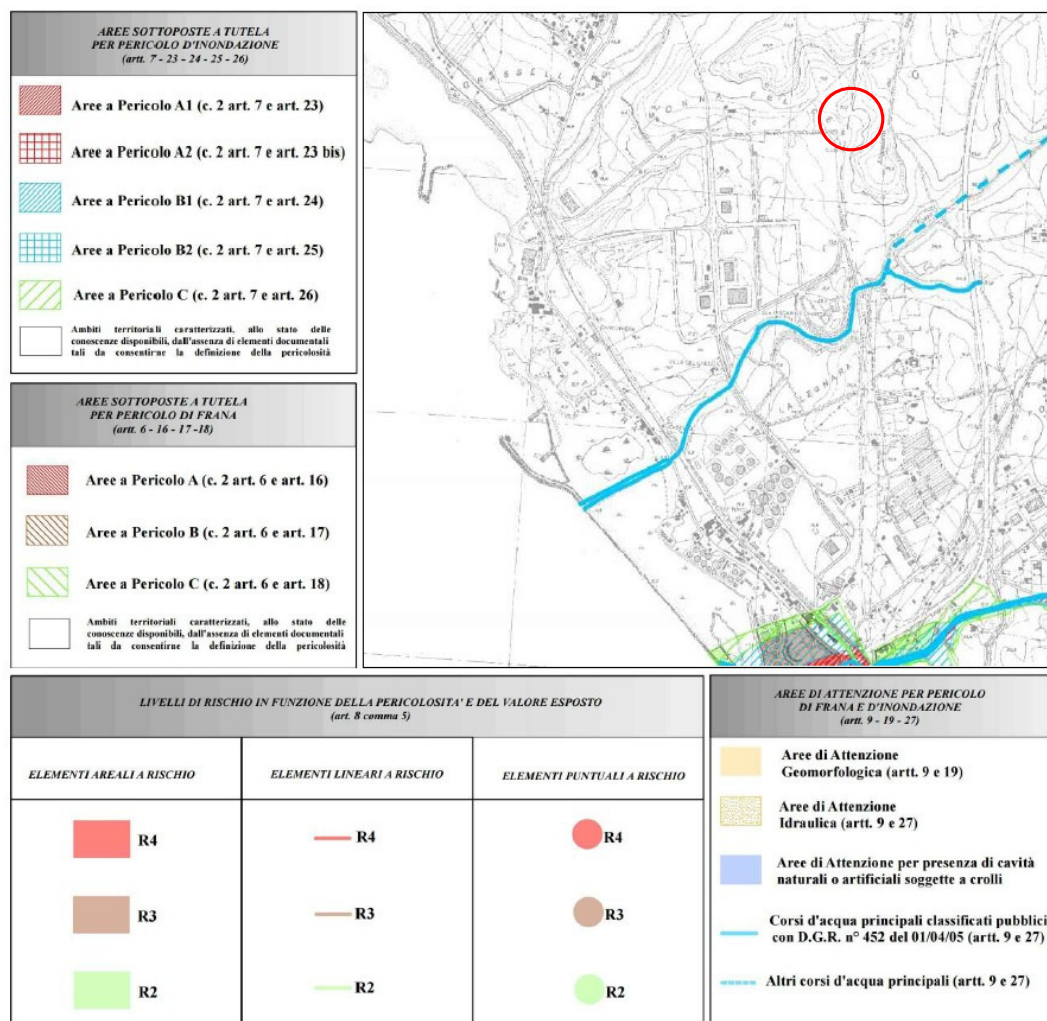 AREE SOTTOPOSTE A TUTELA
PER PERICOLO D'INONDAZIONE
(artt. 7 - 23 - 24 - 25 - 26)
Aree a Pericolo A1 (c. 2 art. 7 e art. 23)
Aree a Pericolo A2 (c. 2 art. 7 e art. 23 bis)
Aree a Pericolo B1 (c. 2 art. 7 e art. 24)
Aree a Pericolo B2 (c. 2 art. 7 e art. 25)
Aree a Pericolo C (c. 2 art. 7 e art. 26)
Ambiti territoriali caratterizzati, allo stato delle
conoscenze disponibili, dall'assenza di elementi documentali
tali da consentirne la definizione della pericolosità
AREE SOTTOPOSTE A TUTELA
PER PERICOLO DI FRANA
(artt. 6 - 16 - 17 -18)
Aree a Pericolo A (c. 2 art. 6 e art. 16)
Aree a Pericolo B (c. 2 art. 6 e art. 17)
Aree a Pericolo C (c. 2 art. 6 e art. 18)
Ambiti territoriali caratterizzati, allo stato delle
conoscenze disponibili, dall'assenza di elementi documentali
tali da consentirne la definizione della pericolosità
LIVELLI DI RISCHIO IN FUNZIONE DELLA PERICOLOSITA' E DEL VALORE ESPOSTO
(art. 8 comma 5)
ELEMENTI AREALI A RISCHIO
R4
R3
R2
ELEMENTI LINEARI A RISCHIO
R4
R3
R2
ELEMENTI PUNTUALI A RISCHIO
R4
R3
R2
AREE DI ATTENZIONE PER PERICOLO
DI FRANA E D'INONDAZIONE
(artt. 9 - 19 - 27)
Aree di Attenzione
Geomorfologica (artt. 9 e 19)
Aree di Attenzione
Idraulica (artt. 9 e 27)
Aree di Attenzione per presenza di cavità
naturali o artificiali soggette a crolli
Corsi d'acqua principali classificati pubblici
con D.G.R. n° 452 del 01/04/05 (artt. 9 e 27)
Altri corsi d'acqua principali (artt. 9 e 27)